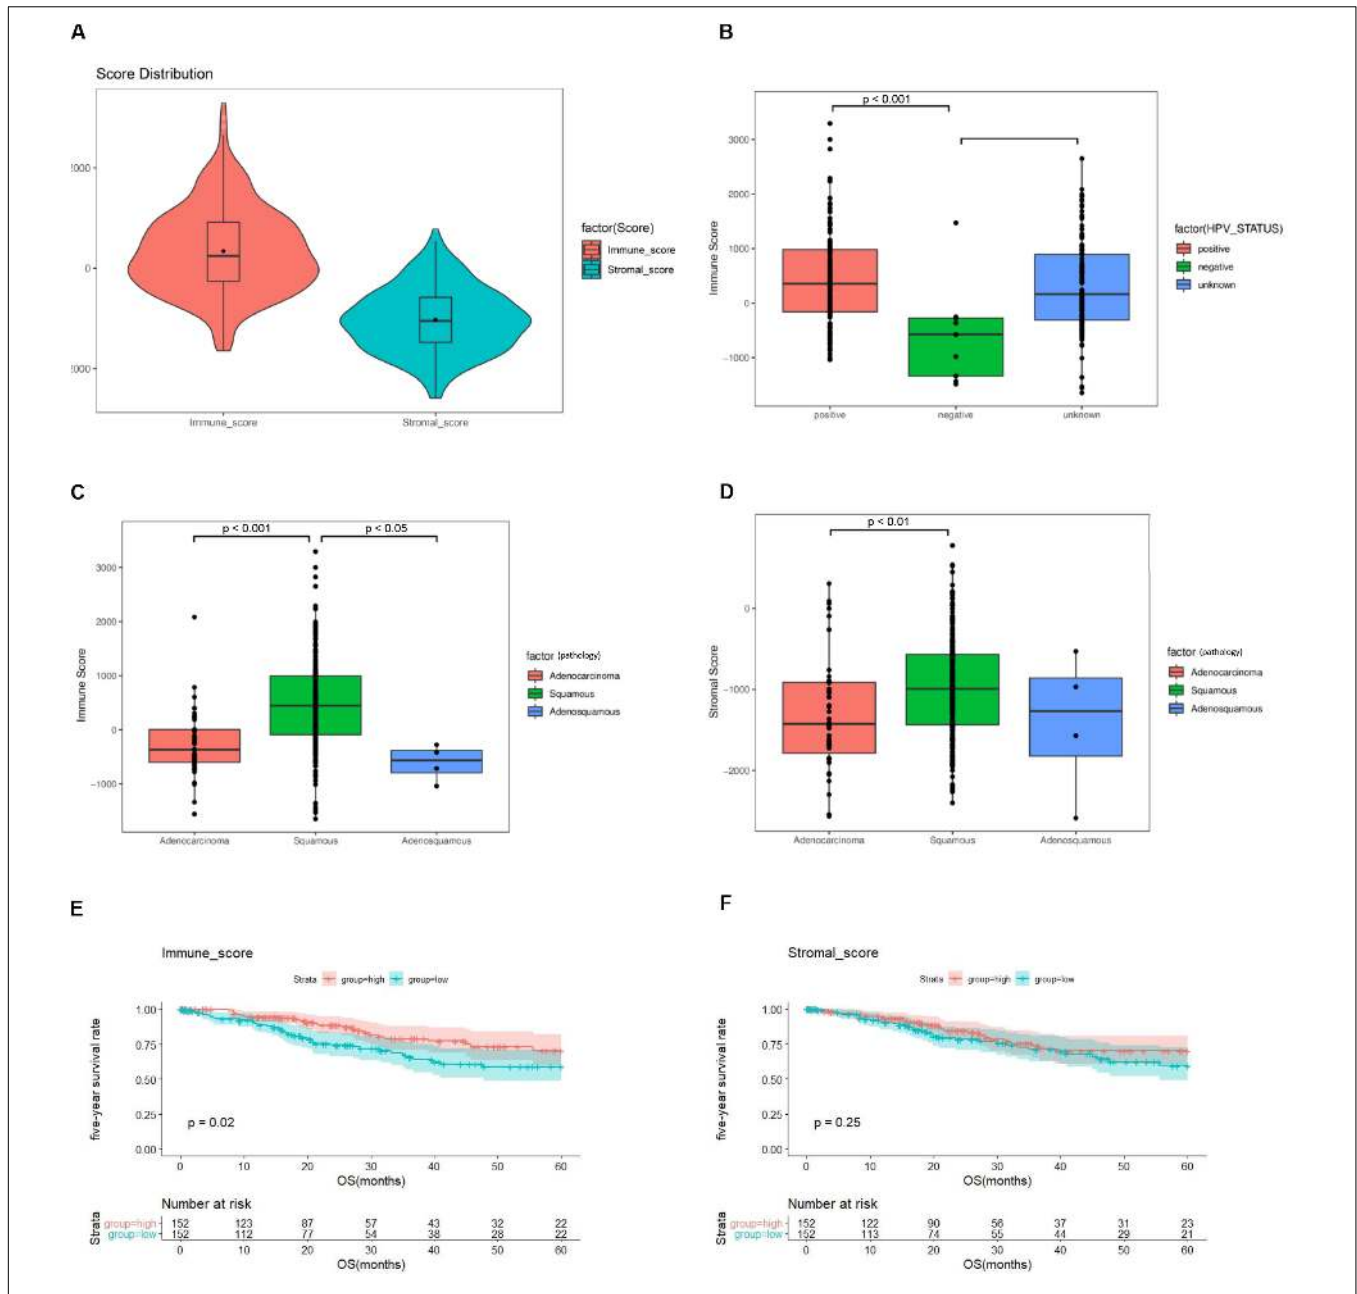 A
Score Distribution
0
factor(Score)
Immune_score
Stromal_score
Immune_score
Stromal_score
B
p < 0.001
3000
2000
1000
0
−1000
Immune Score
positive
negative
unknown
factor(HPV_STATUS)
positive
negative
unknown
C
p < 0.001
p < 0.05
3000
2000
1000
0
−1000
Immune Score
Adenocarcinoma
Squamous
Adenosquamous
factor (pathology)
Adenocarcinoma
Squamous
Adenosquamous
D
p < 0.01
0
−1000
−2000
Stromal Score
Adenocarcinoma
Squamous
Adenosquamous
factor (pathology)
Adenocarcinoma
Squamous
Adenosquamous
E
Immune_score
Strata group=high group=low
1.00
0.75
0.50
0.25
0.00
five-year survival rate
p = 0.02
0 10 20 30 40 50 60
OS(months)
Number at risk
Strata
group=high 152 123 87 57 43 32 22
group=low 152 112 77 54 38 28 22
0 10 20 30 40 50 60
OS(months)
F
Stromal_score
Strata group=high group=low
1.00
0.75
0.50
0.25
0.00
five-year survival rate
p = 0.25
0 10 20 30 40 50 60
OS(months)
Number at risk
Strata
group=high 152 122 90 56 37 31 23
group=low 152 113 74 55 44 29 21
0 10 20 30 40 50 60
OS(months)